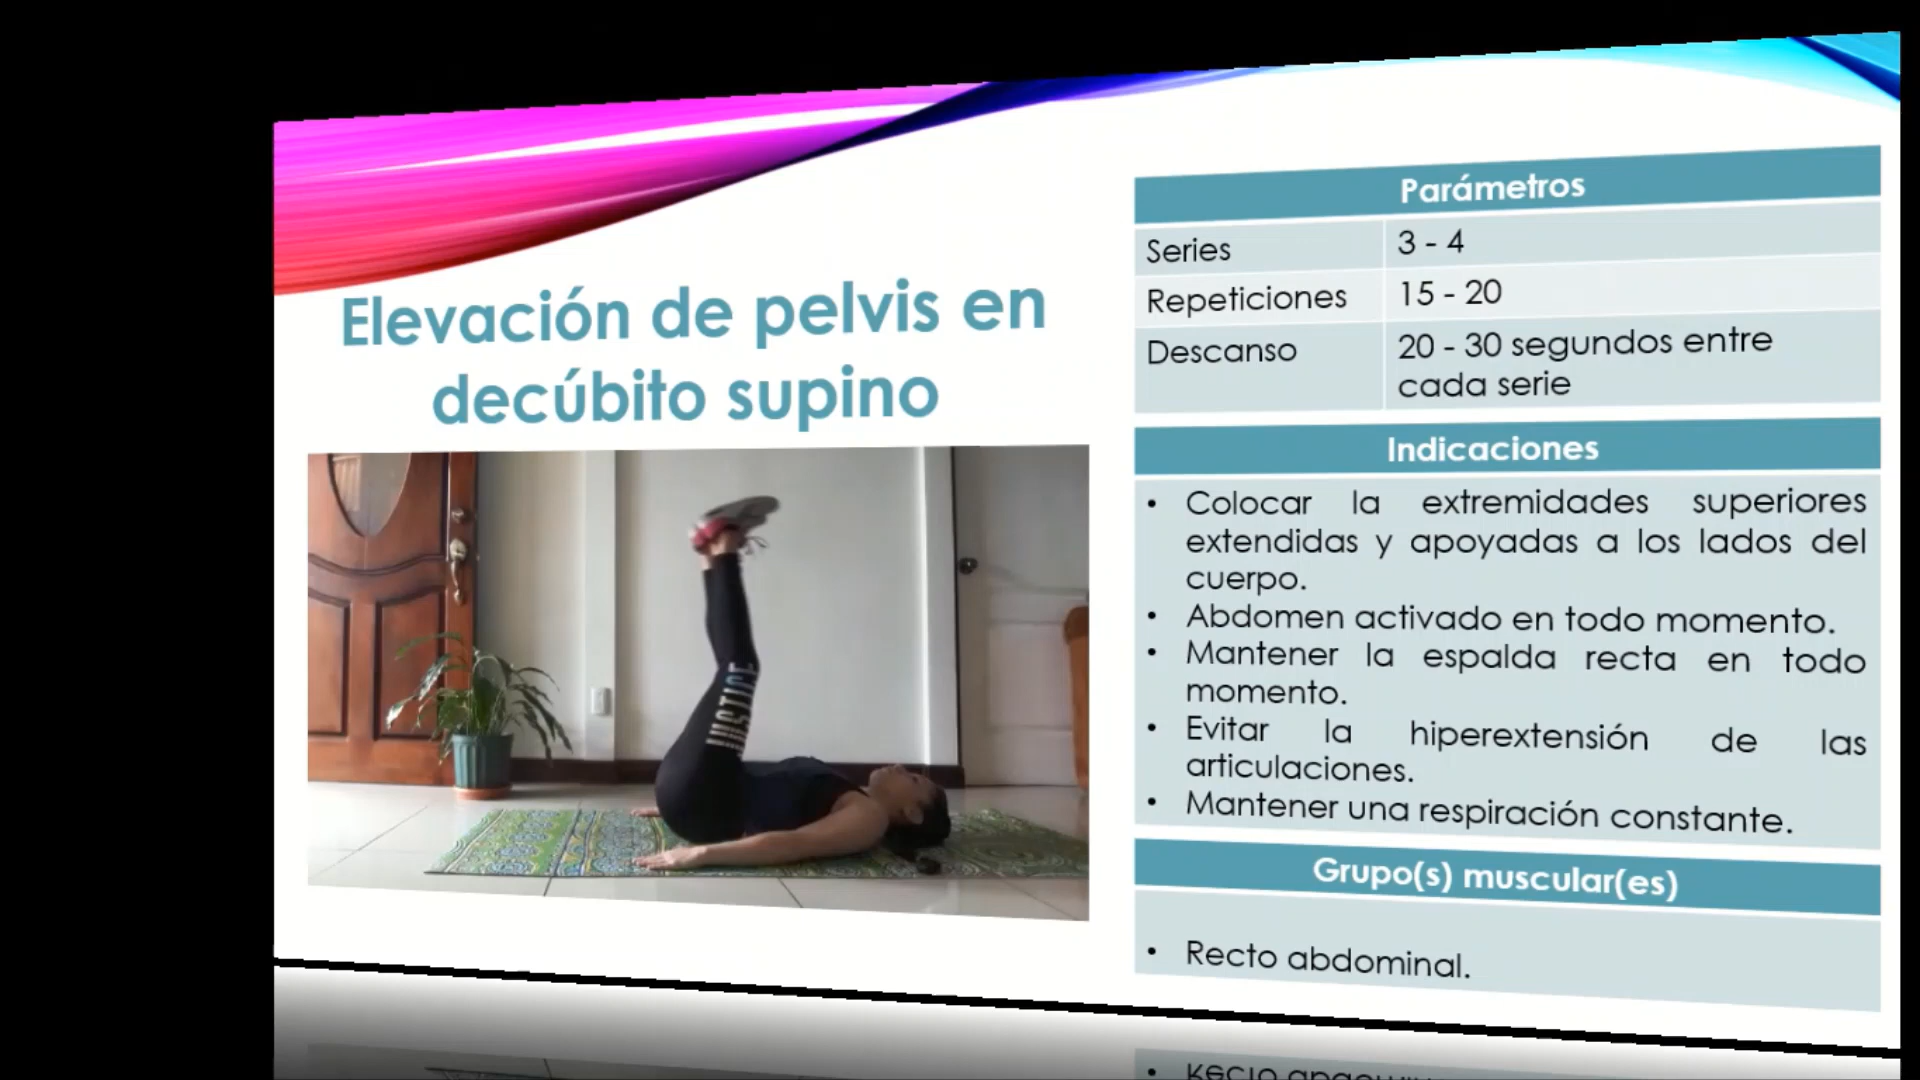 Elevación de pelvis en
decúbito supino
JUSTICE
Parámetros
Series 3 - 4
Repeticiones 15 - 20
Descanso 20 - 30 segundos entre
cada serie
Indicaciones
• Colocar la extremidades superiores
extendidas y apoyadas a los lados del
cuerpo.
• Abdomen activado en todo momento.
• Mantener la espalda recta en todo
momento.
• Evitar la hiperextensión de las
articulaciones.
• Mantener una respiración constante.
Grupo(s) muscular(es)
• Recto abdominal.